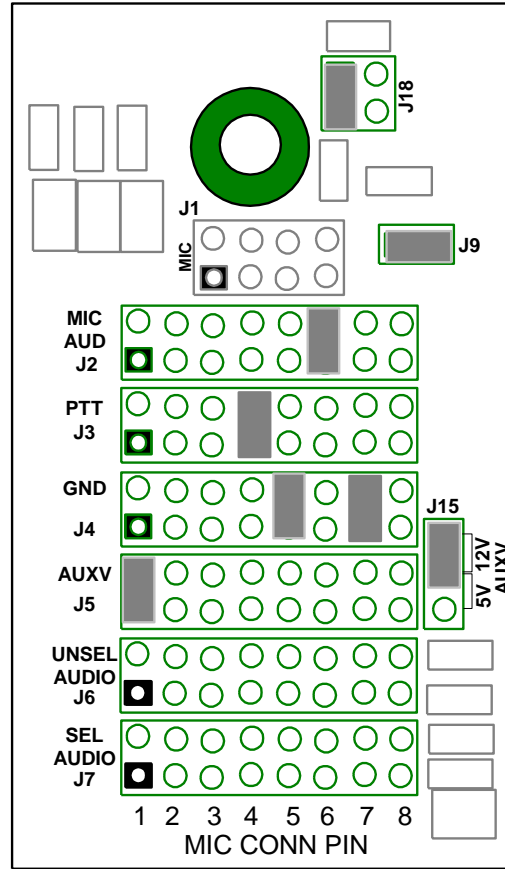 J18
J1
MIC
J9
MIC
AUD
J2
PTT
J3
GND
J4
J15
12V
5V
AUXV
AUXV
J5
UNSEL
AUDIO
J6
SEL
AUDIO
J7
1 2 3 4 5 6 7 8
MIC CONN PIN